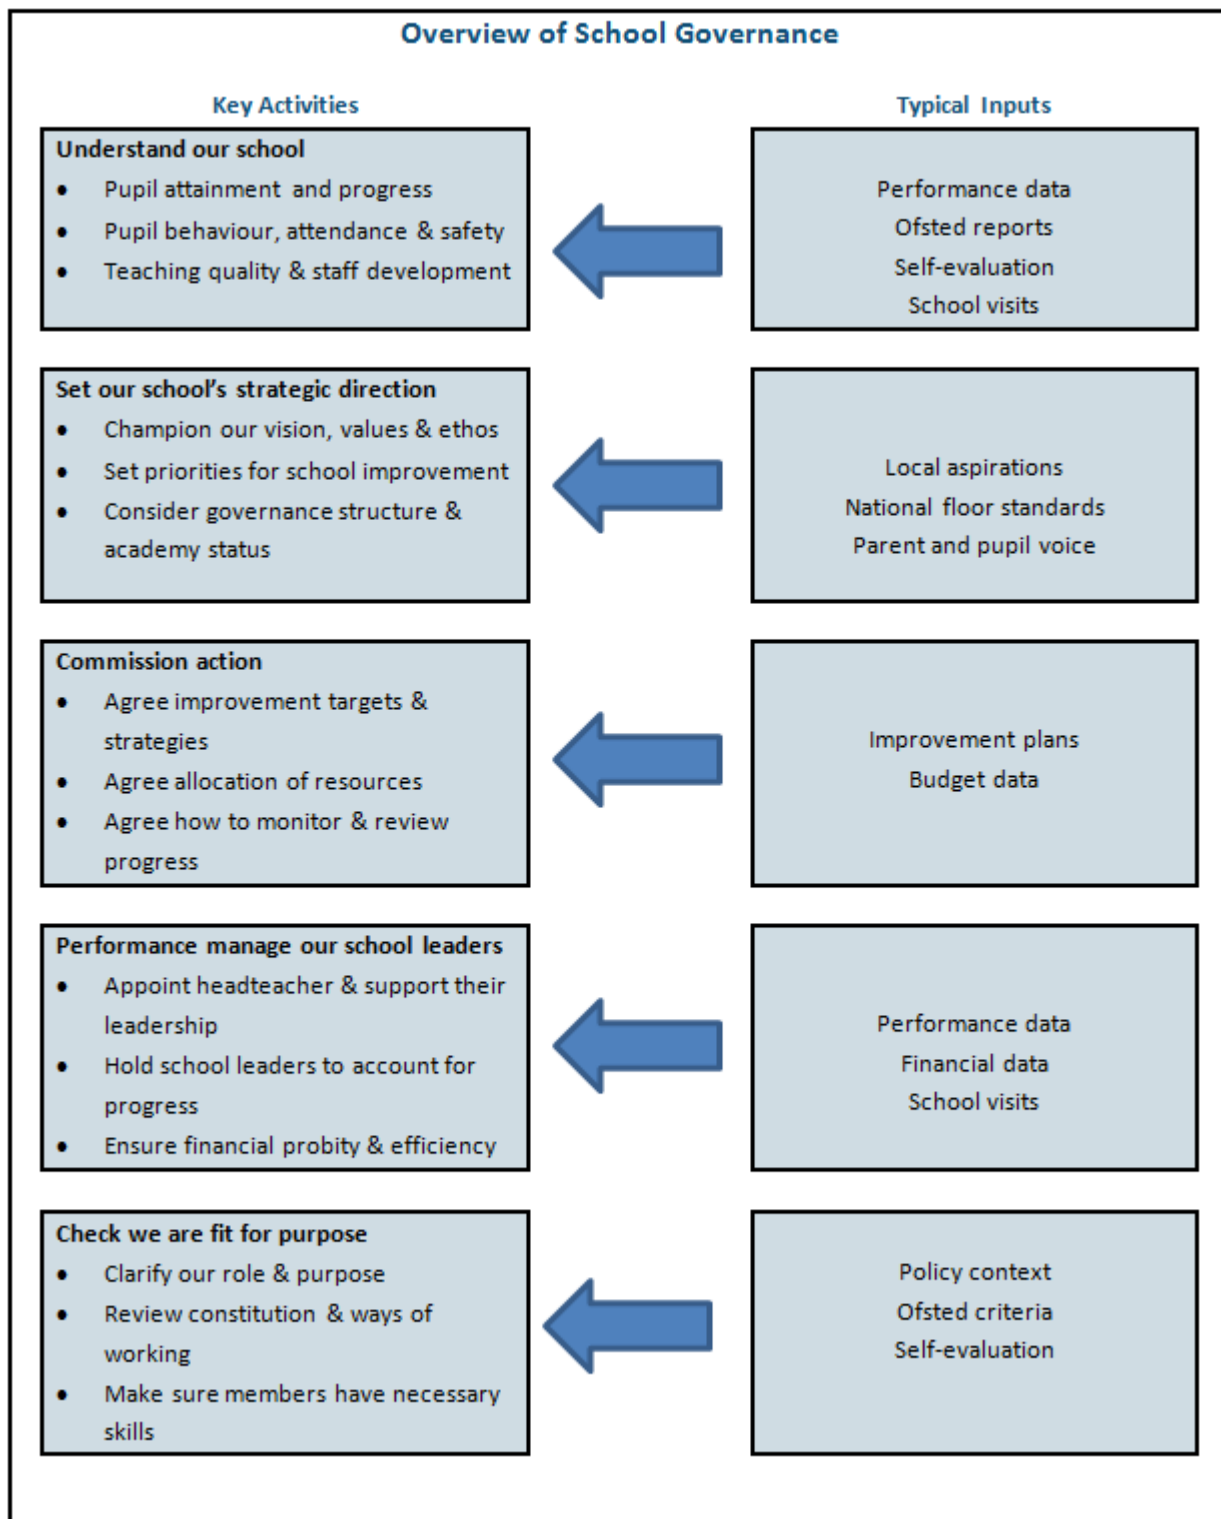 Overview of School Governance
Key Activities
Typical Inputs
Understand our school
• Pupil attainment and progress
• Pupil behaviour, attendance & safety
• Teaching quality & staff development
Performance data
Ofsted reports
Self-evaluation
School visits
Set our school's strategic direction
• Champion our vision, values & ethos
• Set priorities for school improvement
• Consider governance structure &
academy status
Local aspirations
National floor standards
Parent and pupil voice
Commission action
• Agree improvement targets &
strategies
• Agree allocation of resources
• Agree how to monitor & review
progress
Improvement plans
Budget data
Performance manage our school leaders
• Appoint headteacher & support their
leadership
• Hold school leaders to account for
progress
• Ensure financial probity & efficiency
Performance data
Financial data
School visits
Check we are fit for purpose
• Clarify our role & purpose
• Review constitution & ways of
working
• Make sure members have necessary
skills
Policy context
Ofsted criteria
Self-evaluation